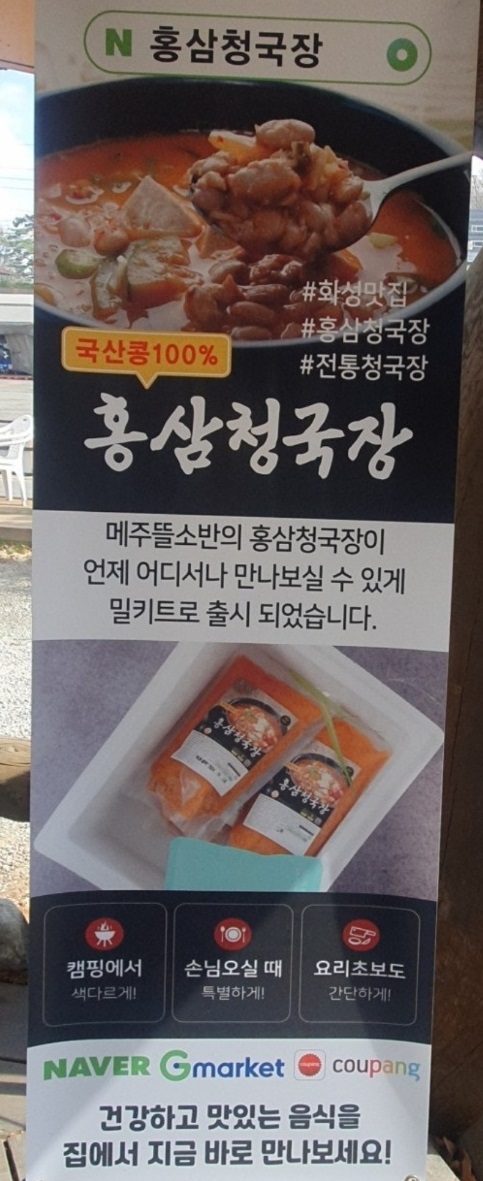 N 홍삼청국장
#화성맛집
#홍삼청국장
#전통청국장
국산콩100%
홍삼청국장
메주뜰소반의 홍삼청국장이
언제 어디서나 만나보실 수 있게
밀키트로 출시 되었습니다.
홍삼청국장
홍삼청국장
캠핑에서
색다르게!
손님오실 때
특별하게!
요리초보도
간단하게!
NAVER Gmarket coupang
건강하고 맛있는 음식을
집에서 지금 바로 만나보세요!